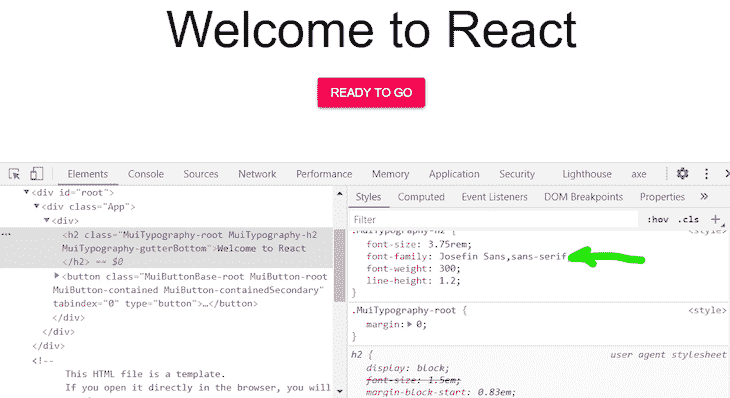 Welcome to React
READY TO GO
Elements Console Sources Network Performance Memory Application Security Lighthouse axe
<div id="root">
<div class="App">
<div>
<h2 class="MuiTypography-root MuiTypography-h2
MuiTypography-gutterBottom">Welcome to React
</h2> == $0
<button class="MuiButtonBase-root MuiButton-root
MuiButton-contained MuiButton-containedSecondary"
tabindex="0" type="button">…</button>
</div>
</div>
</div>
<!--
This HTML file is a template.
If you open it directly in the browser, you will
Styles Computed Event Listeners DOM Breakpoints Properties »
Filter :hov .cls +
.MuiTypography-h2 { <style>
font-size: 3.75rem;
font-family: Josefin Sans,sans-serif
font-weight: 300;
line-height: 1.2;
}
.MuiTypography-root { <style>
margin: 0;
}
h2 { user agent stylesheet
display: block;
font-size: 1.5em;
margin-block-start: 0.83em;